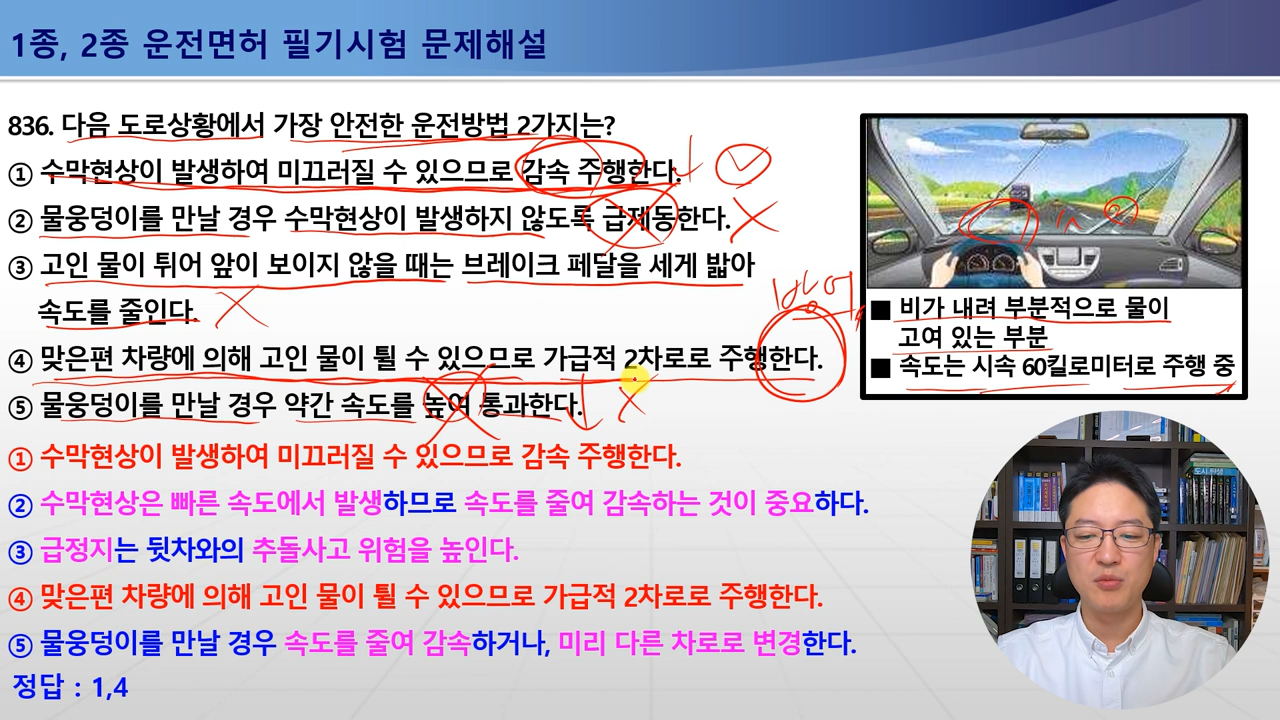 1종, 2종 운전면허 필기시험 문제해설
836. 다음 도로상황에서 가장 안전한 운전방법 2가지는?
① 수막현상이 발생하여 미끄러질 수 있으므로 감속 주행한다.
② 물웅덩이를 만날 경우 수막현상이 발생하지 않도록 급제동한다.
③ 고인 물이 튀어 앞이 보이지 않을 때는 브레이크 페달을 세게 밟아
속도를 줄인다.
④ 맞은편 차량에 의해 고인 물이 튈 수 있으므로 가급적 2차로로 주행한다.
⑤ 물웅덩이를 만날 경우 약간 속도를 높여 통과한다.
① 수막현상이 발생하여 미끄러질 수 있으므로 감속 주행한다.
② 수막현상은 빠른 속도에서 발생하므로 속도를 줄여 감속하는 것이 중요하다.
③ 급정지는 뒷차와의 추돌사고 위험을 높인다.
④ 맞은편 차량에 의해 고인 물이 튈 수 있으므로 가급적 2차로로 주행한다.
⑤ 물웅덩이를 만날 경우 속도를 줄여 감속하거나, 미리 다른 차로로 변경한다.
정답 : 1,4
■ 비가 내려 부분적으로 물이
고여 있는 부분
■ 속도는 시속 60킬로미터로 주행 중
방어
2